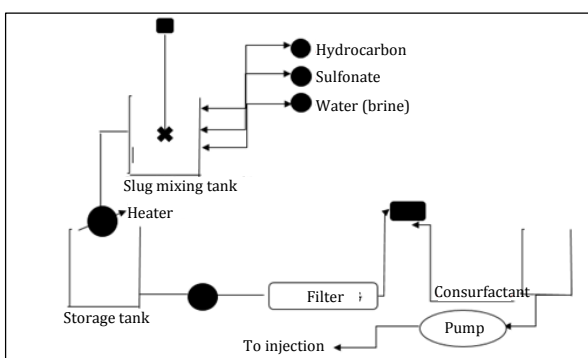 Hydrocarbon
Sulfonate
Water (brine)
Slug mixing tank
Heater
Storage tank
Filter
Consurfactant
Pump
To injection